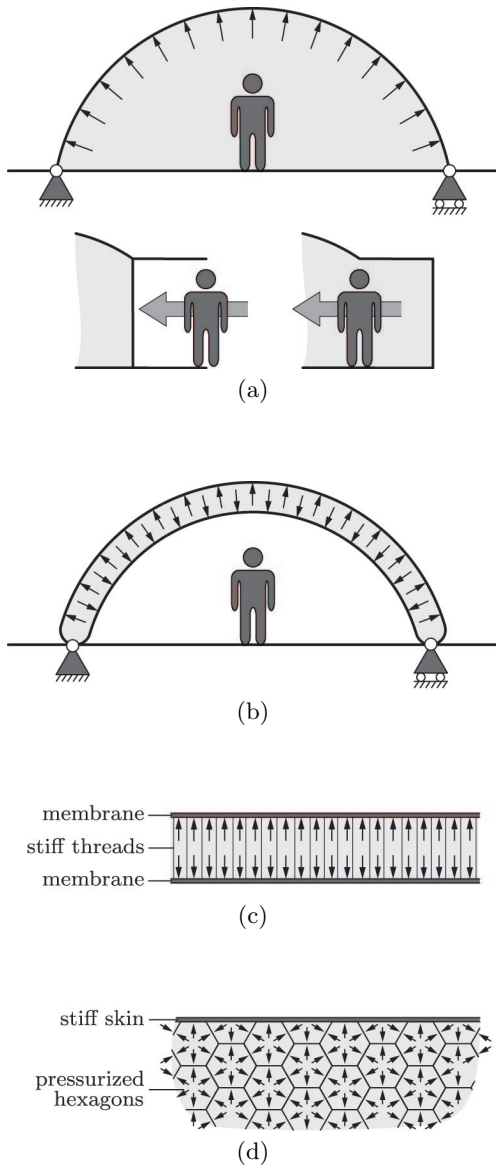 (a)
(b)
membrane
stiff threads
membrane
(c)
stiff skin
pressurized
hexagons
(d)